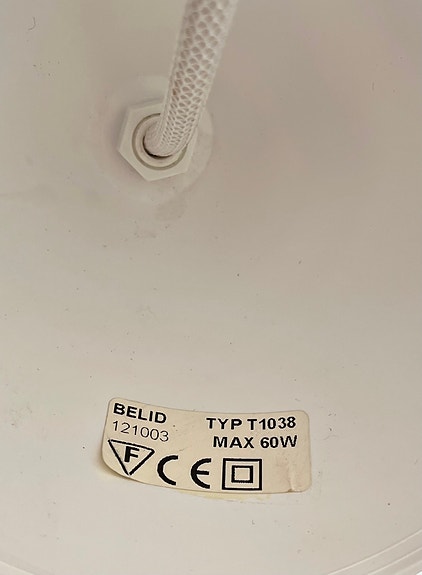 BELID TYP T1038
121003 MAX 60W
F CE